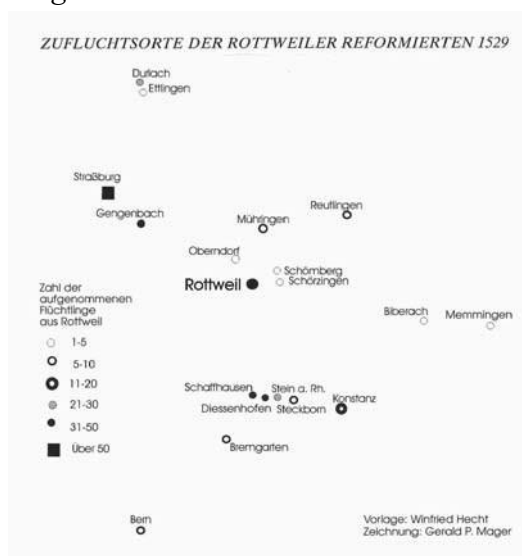 ZUFLUCHTSORTE DER ROTTWEILER REFORMIERTEN 1529
Durlach
Ettlingen
Straßburg
Gengenbach
Reutlingen
Mühringen
Oberndorf
Schömberg
Rottweil
Schörzingen
Biberach
Memmingen
Zahl der
aufgenommenen
Flüchtlinge
aus Rottweil
1-5
5-10
11-20
21-30
31-50
Über 50
Schaffhausen
Stein a. Rh.
Konstanz
Diessenhofen
Steckborn
Bremgarten
Bern
Vorlage: Winfried Hecht
Zeichnung: Gerald P. Mager